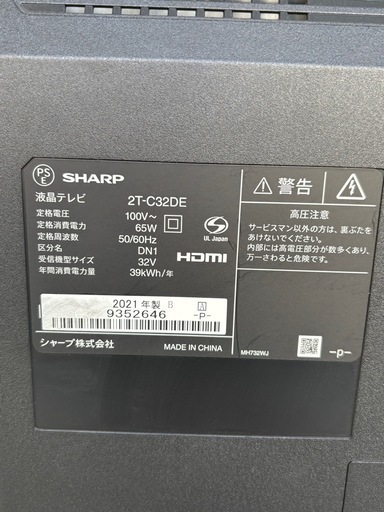 PS
E
SHARP
液晶テレビ 2T-C32DE
定格電圧 100V~
定格消費電力 65W
定格周波数 50/60Hz
区分名 DN1
受信機型サイズ 32V
年間消費電力量 39kWh/年
UL Japan
HDMI
2021年製 B A
9352646 -P-
シャープ株式会社 MADE IN CHINA
警告
高圧注意
サービスマン以外の方は、裏ぶたを
あけないでください。
内部には高電圧部分が数多くあり、
万一さわると危険です。
MH732WJ
-P-